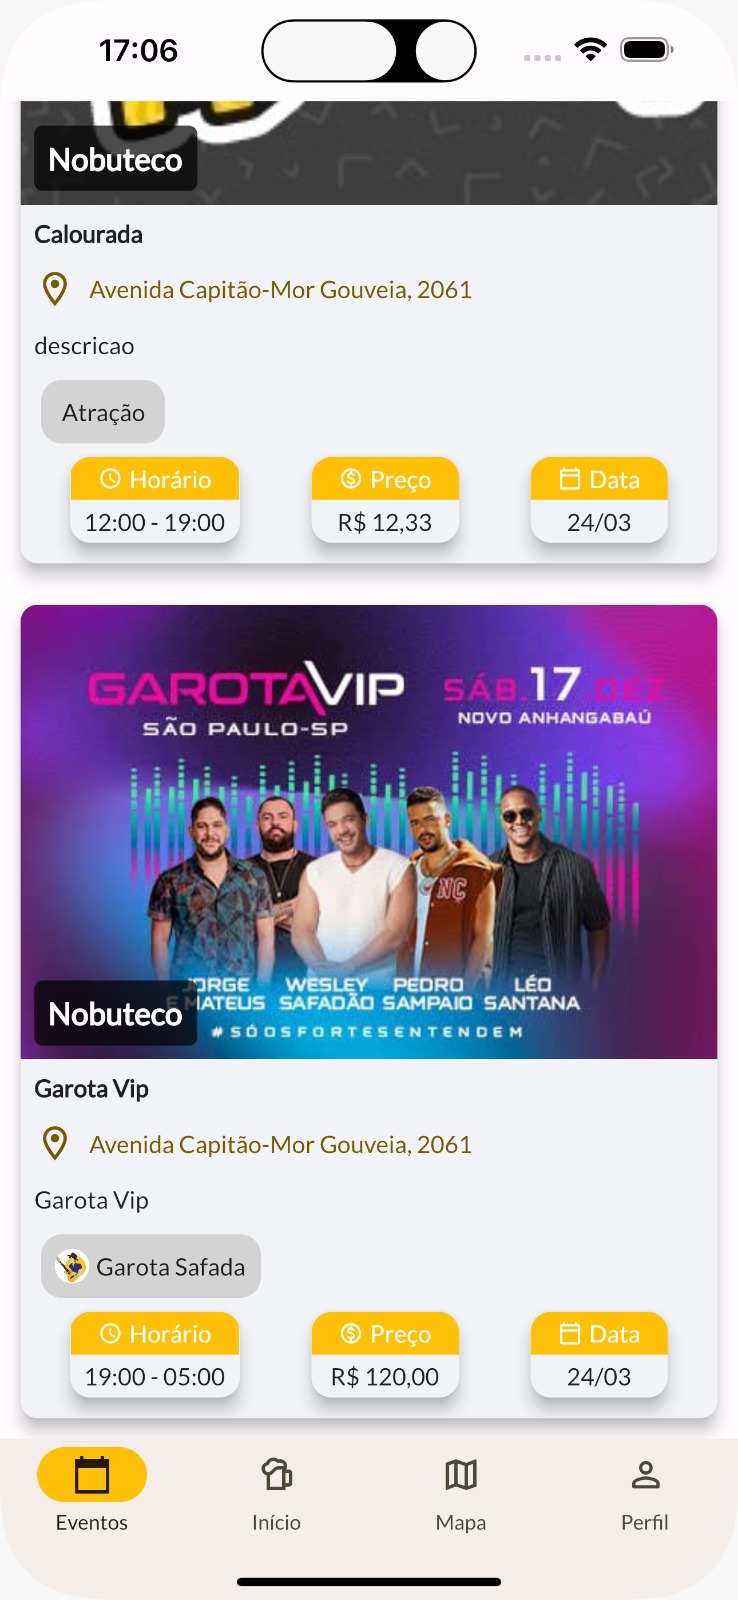 17:06
Nobuteco
Calourada
Avenida Capitão-Mor Gouveia, 2061
descricao
Atração
Horário Preço Data
12:00 - 19:00 R$ 12,33 24/03
GAROTAVIP
SÃO PAULO-SP
SÁB.17.DEZ
NOVO ANHANGABAÚ
NÇ
JORGE
E MATEUS
WESLEY
SAFADÃO
PEDRO
SAMPAIO
LÉO
SANTANA
#SÓOSFORTESENTENDEM
Nobuteco
Garota Vip
Avenida Capitão-Mor Gouveia, 2061
Garota Vip
Garota Safada
Horário Preço Data
19:00 - 05:00 R$ 120,00 24/03
Eventos Início Mapa Perfil